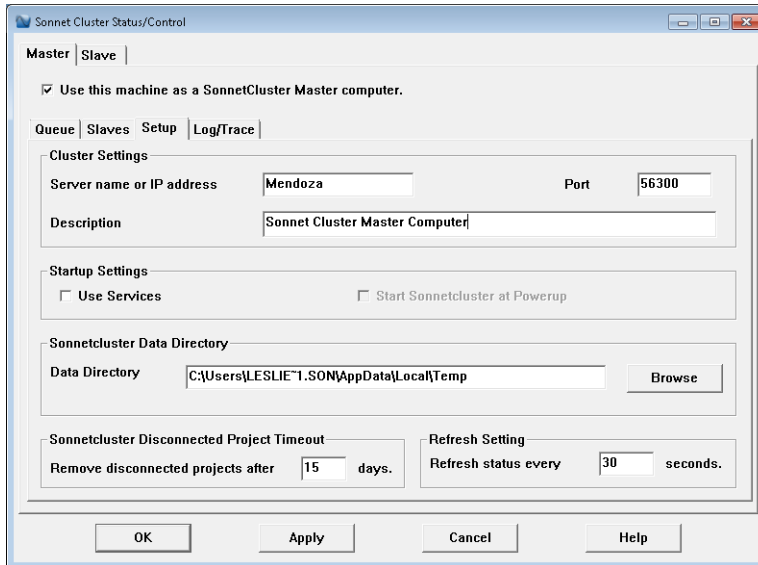 Sonnet Cluster Status/Control
Master Slave
Use this machine as a SonnetCluster Master computer.
Queue Slaves Setup Log/Trace
Cluster Settings
Server name or IP address Mendoza Port 56300
Description Sonnet Cluster Master Computer
Startup Settings
Use Services Start Sonnetcluster at Powerup
Sonnetcluster Data Directory
Data Directory C:\Users\LESLIE~1.SON\AppData\Local\Temp Browse
Sonnetcluster Disconnected Project Timeout Refresh Setting
Remove disconnected projects after 15 days. Refresh status every 30 seconds.
OK Apply Cancel Help